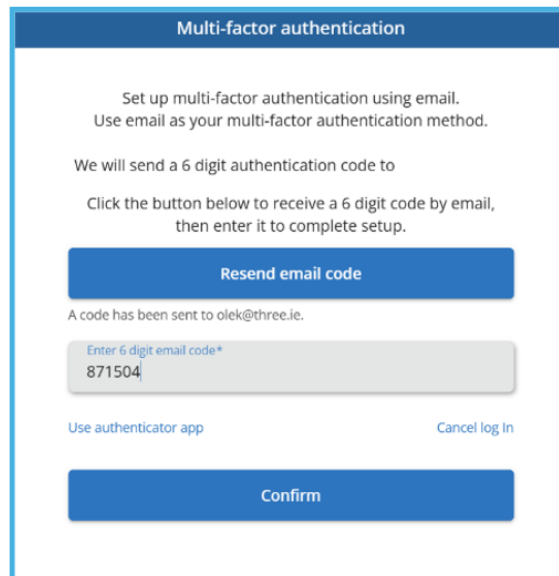 Multi-factor authentication
Set up multi-factor authentication using email.
Use email as your multi-factor authentication method.
We will send a 6 digit authentication code to
Click the button below to receive a 6 digit code by email,
then enter it to complete setup.
Resend email code
A code has been sent to olek@three.ie.
Enter 6 digit email code*
871504
Use authenticator app
Cancel log In
Confirm